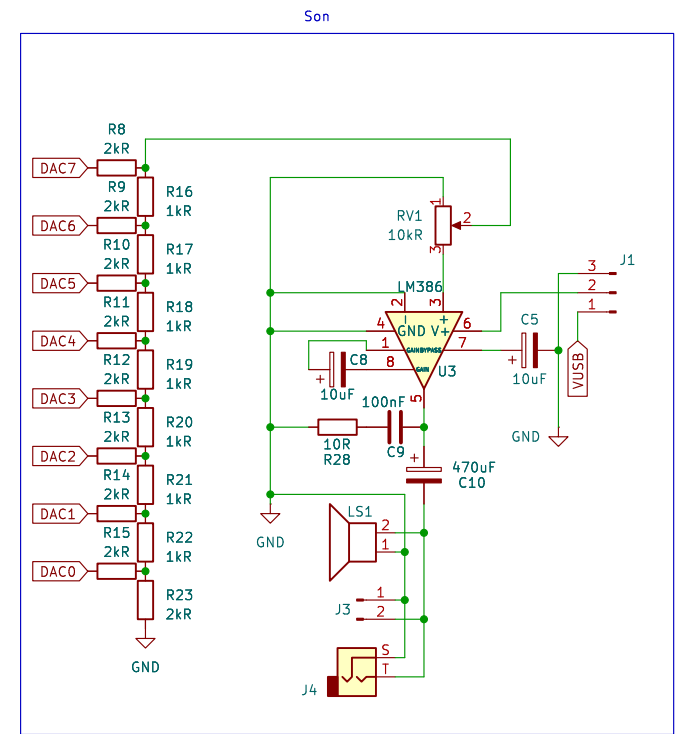 Son
R8
2kR
DAC7
R9
2kR
R16
1kR
DAC6
R10
2kR
R17
1kR
DAC5
R11
2kR
R18
1kR
DAC4
R12
2kR
R19
1kR
DAC3
R13
2kR
R20
1kR
DAC2
R14
2kR
R21
1kR
DAC1
R15
2kR
R22
1kR
DAC0
R23
2kR
GND
1
RV1
10kR
2
3
LM386
2
3
- +
4
GND V+
6
1
GAIN
BYPASS
7
8
GAIN
U3
5
C8
+
10uF
C5
+
10uF
J1
3
2
1
VUSB
GND
100nF
C9
10R
R28
+
470uF
C10
GND
LS1
2
1
J3
1
2
J4
S
T